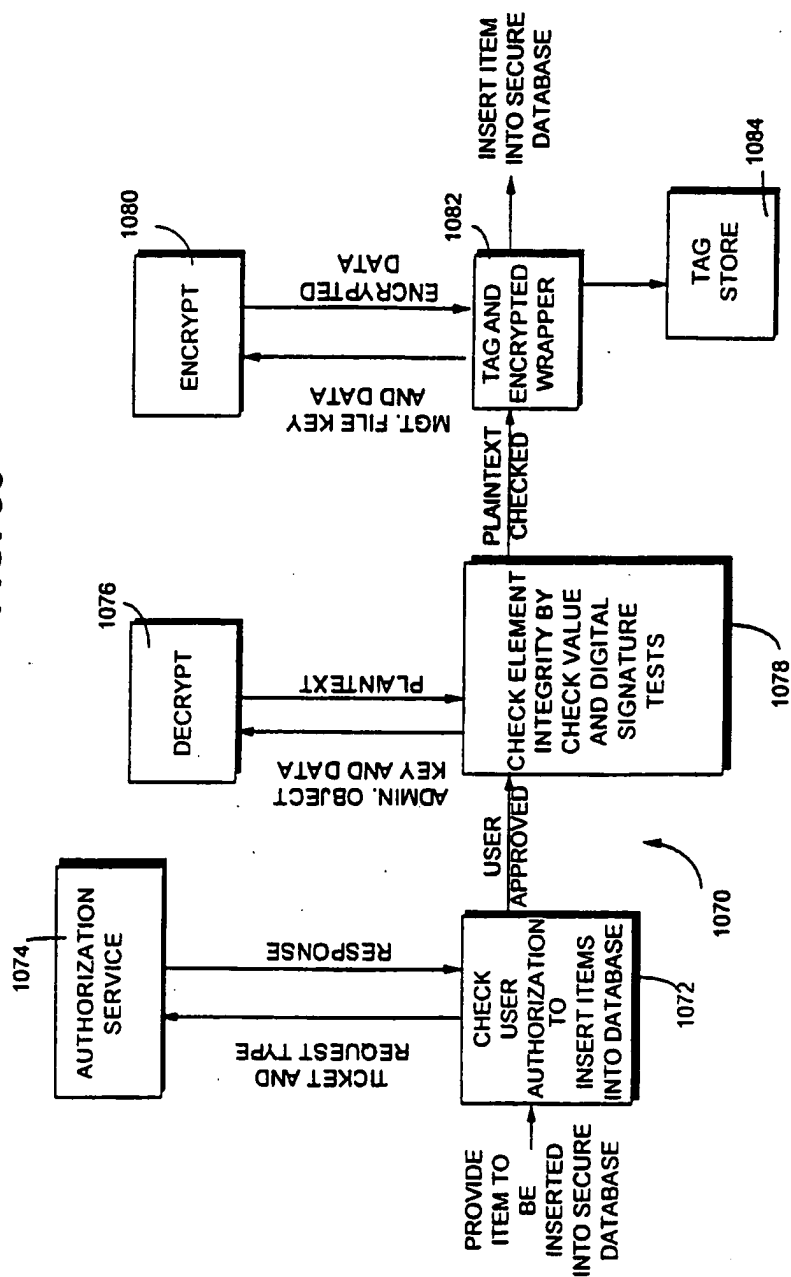 PROVIDE
ITEM TO
BE
INSERTED
INTO SECURE
DATABASE
CHECK
USER
AUTHORIZATION
TO
INSERT ITEMS
INTO DATABASE
1072
TICKET AND
REQUEST TYPE
RESPONSE
AUTHORIZATION
SERVICE
1074
USER
APPROVED
1070
CHECK ELEMENT
INTEGRITY BY
CHECK VALUE
AND DIGITAL
SIGNATURE
TESTS
1078
ADMIN. OBJECT
KEY AND DATA
PLAINTEXT
DECRYPT
1076
PLAINTEXT
CHECKED
TAG AND
ENCRYPTED
WRAPPER
1082
MGT. FILE KEY
AND DATA
ENCRYPTED
DATA
ENCRYPT
1080
INSERT ITEM
INTO SECURE
DATABASE
TAG
STORE
1084